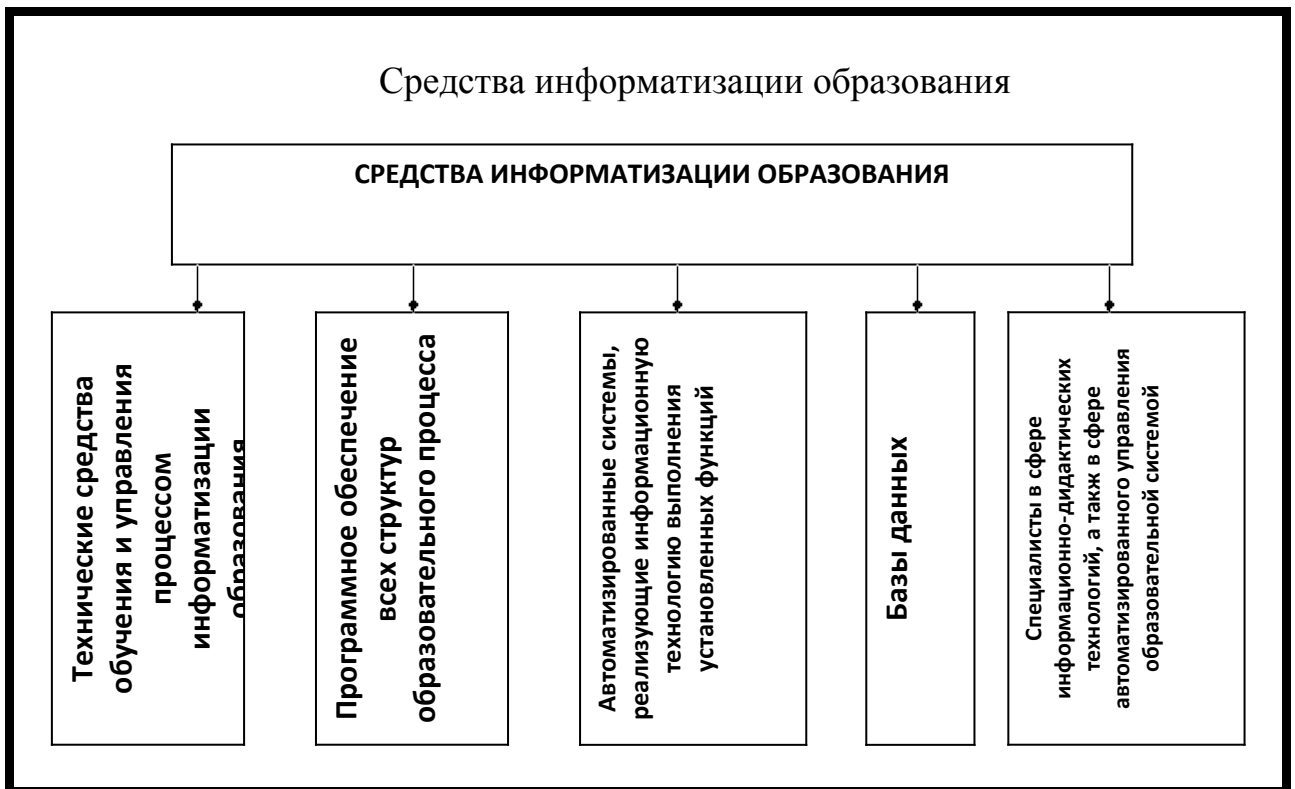 Средства информатизации образования
СРЕДСТВА ИНФОРМАТИЗАЦИИ ОБРАЗОВАНИЯ
Технические средства
обучения и управления
процессом
информатизации
образования
Программное обеспечение
всех структур
образовательного процесса
Автоматизированные системы,
реализующие информационную
технологию выполнения
установленных функций
Базы данных
Специалисты в сфере
информационно-дидактических
технологий, а такж в сфере
автоматизированного управления
образовательной системой